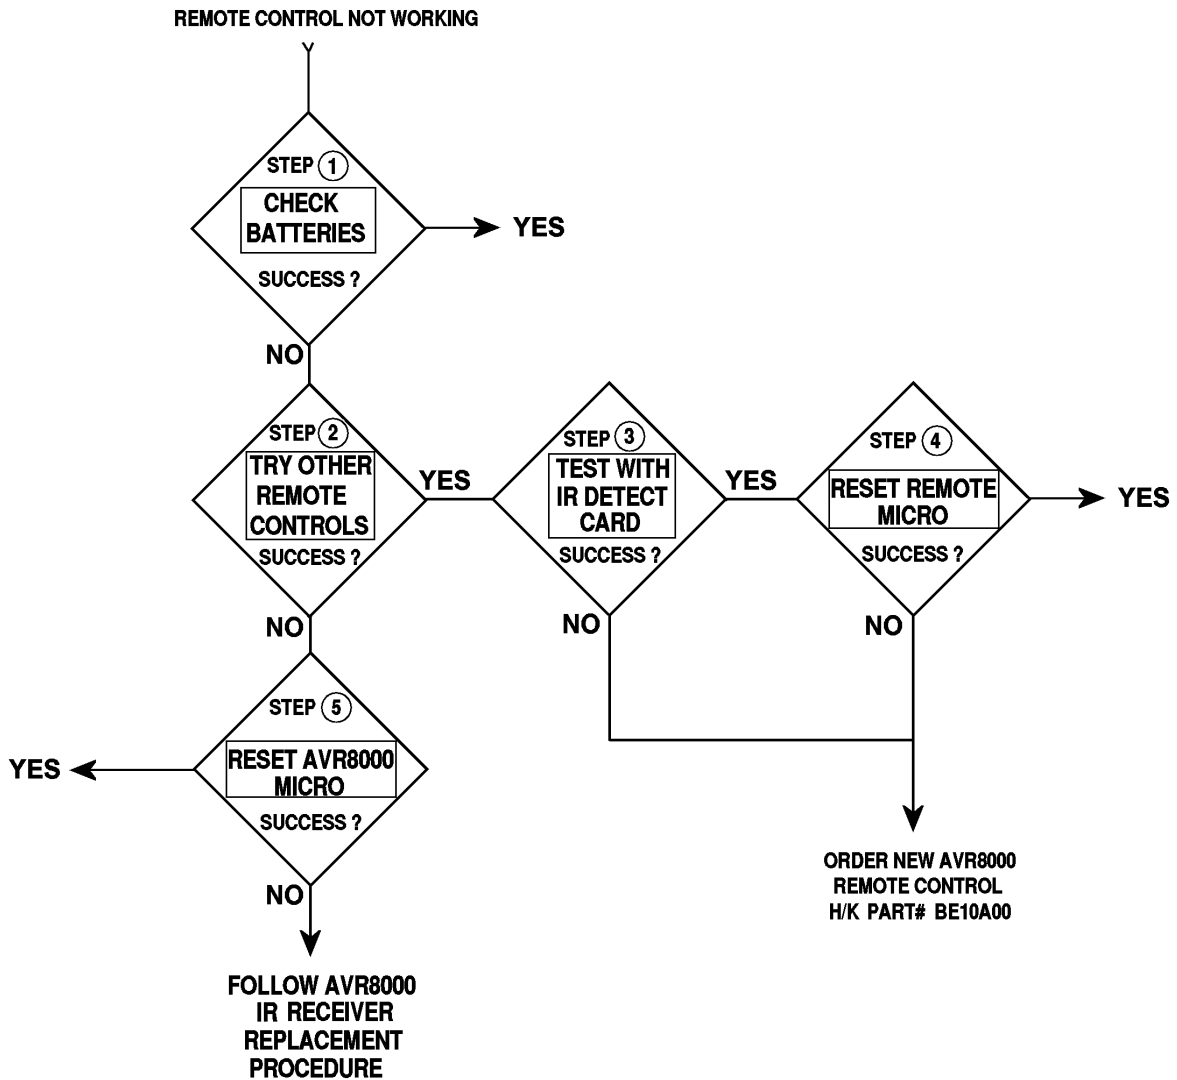 REMOTE CONTROL NOT WORKING
STEP 1
CHECK
BATTERIES
SUCCESS ?
YES
NO
STEP 2
TRY OTHER
REMOTE
CONTROLS
SUCCESS ?
YES
NO
STEP 3
TEST WITH
IR DETECT
CARD
SUCCESS ?
YES
NO
STEP 4
RESET REMOTE
MICRO
SUCCESS ?
YES
NO
STEP 5
RESET AVR8000
MICRO
SUCCESS ?
YES
NO
ORDER NEW AVR8000
REMOTE CONTROL
H/K PART# BE10A00
FOLLOW AVR8000
IR RECEIVER
REPLACEMENT
PROCEDURE